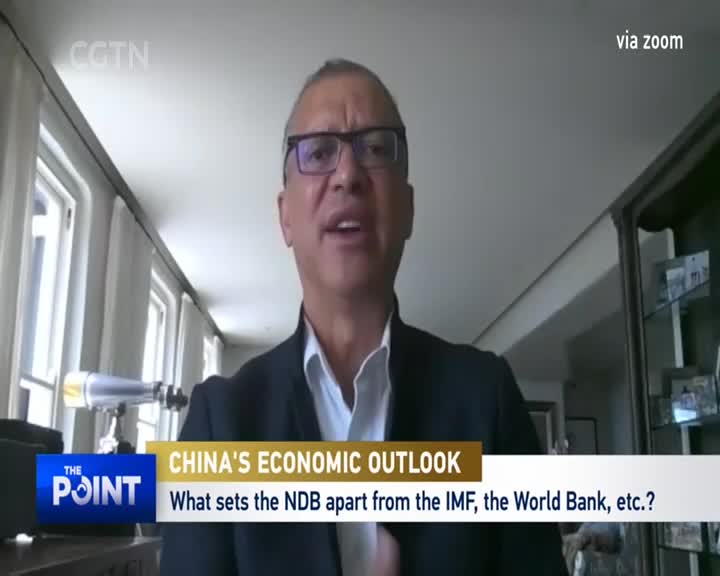 CGTN
via zoom
CHINA'S ECONOMIC OUTLOOK
THE
POINT
What sets the NDB apart from the IMF, the World Bank, etc.?